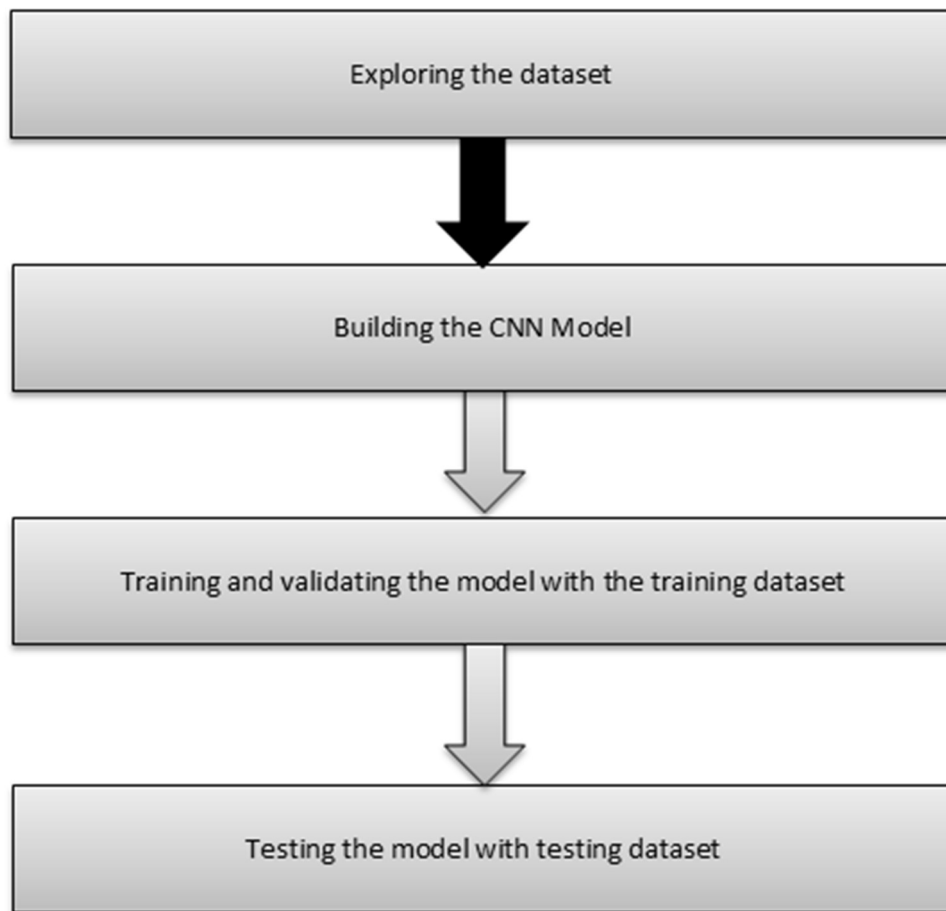 Exploring the dataset
Building the CNN Model
Training and validating the model with the training dataset
Testing the model with testing dataset